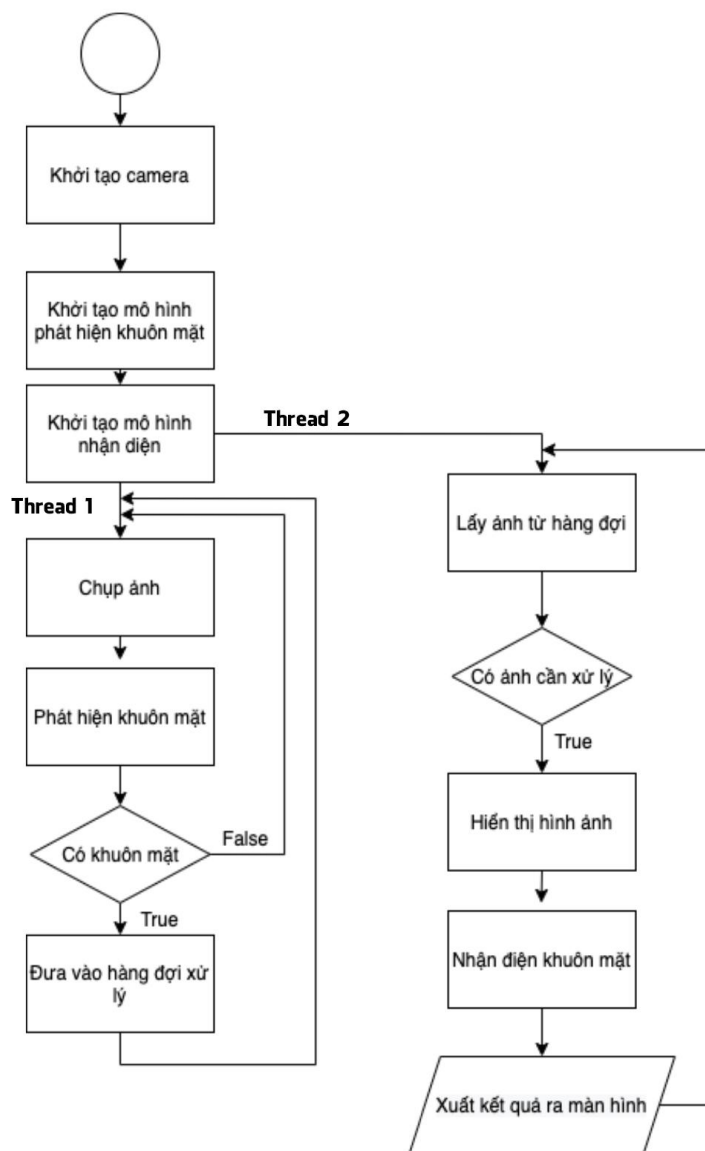 Khởi tạo camera
Khởi tạo mô hình
phát hiện khuôn mặt
Khởi tạo mô hình
nhận diện
Thread 2
Thread 1
Chụp ảnh
Phát hiện khuôn mặt
Có khuôn mặt
False
True
Đưa vào hàng đợi xử
lý
Lấy ảnh từ hàng đợi
Có ảnh cần xử lý
True
Hiển thị hình ảnh
Nhận điện khuôn mặt
Xuất kết quả ra màn hình